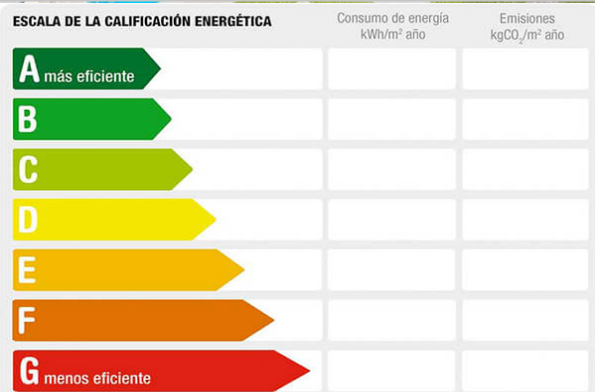 ESCALA DE LA CALIFICACIÓN ENERGÉTICA
Consumo de energía
kWh/m² año
Emisiones
kgCO₂/m² año
A más eficiente
B
C
D
E
F
G menos eficiente